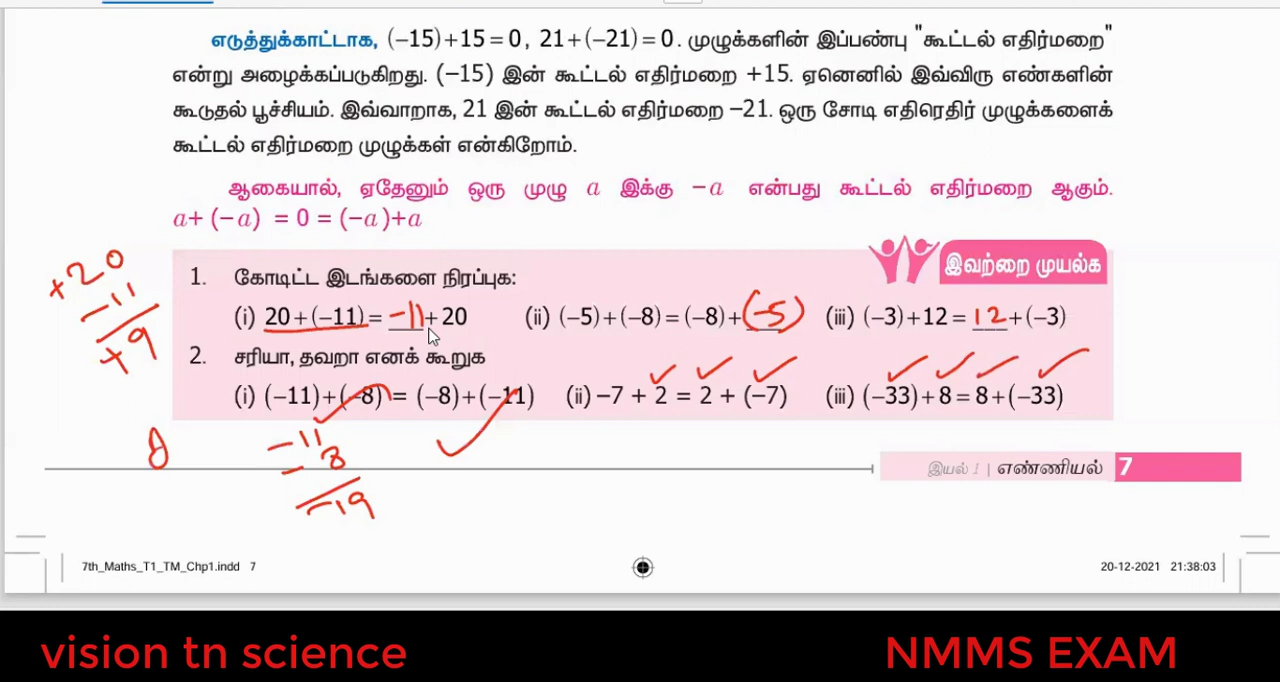 எடுத்துக்காட்டாக, (−15)+15=0, 21+(−21)=0. முழுக்களின் இப்பண்பு "கூட்டல் எதிர்மறை"
என்று அழைக்கப்படுகிறது. (−15) இன் கூட்டல் எதிர்மறை +15. ஏனெனில் இவ்விரு எண்களின்
கூடுதல் பூச்சியம். இவ்வாறாக, 21 இன் கூட்டல் எதிர்மறை −21. ஒரு சோடி எதிரெதிர் முழுக்களைக்
கூட்டல் எதிர்மறை முழுக்கள் என்கிறோம்.
ஆகையால், ஏதேனும் ஒரு முழு a இக்கு −a என்பது கூட்டல் எதிர்மறை ஆகும்.
a+(−a) = 0 = (−a)+a
இவற்றை முயல்க
1. கோடிட்ட இடங்களை நிரப்புக:
(i) 20+(−11)= −11 +20 (ii) (−5)+(−8)=(−8)+(−5) (iii) (−3)+12= 12 +(−3)
+20
−11
+9
2. சரியா, தவறா எனக் கூறுக
(i) (−11)+(−8) = (−8)+(−11) (ii) −7 + 2 = 2 + (−7) (iii) (−33)+8=8+(−33)
−11
−8
−19
இயல் 1 | எண்ணியல் 7
7th_Maths_T1_TM_Chp1.indd 7 20-12-2021 21:38:03
vision tn science NMMS EXAM